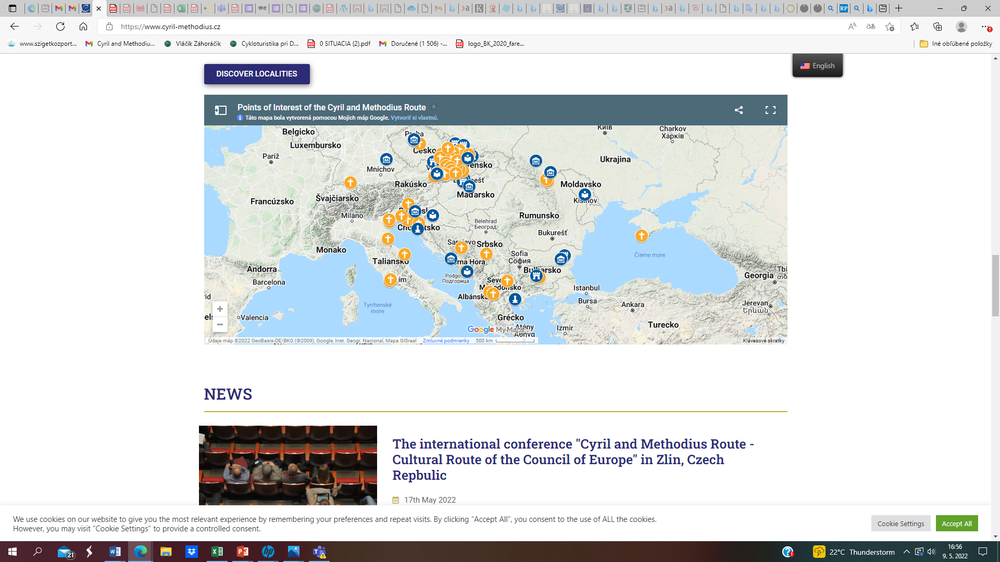 https://www.cyril-methodius.cz
www.szigetkozport...
Cyril and Methodiu...
Vláčik Záhoráčik
Cykloturistika pri D...
0 SITUACIA (2).pdf
Doručené (1 506) -...
logo_BK_2020_fare...
Iné obľúbené položky
DISCOVER LOCALITIES
English
Points of Interest of the Cyril and Methodius Route
Táto mapa bola vytvorená pomocou Mojich máp Google. Vytvoriť si vlastnú.
Belgicko
Київ
Charkov
Харків
Luxembursko
Paríž
Česko
Ukrajina
Mníchov
Rakúsko
Moldavsko
Maďarsko
Švajčiarsko
Francúzsko
Kišiňov
Miláno
Rumunsko
Belehrad
Београд
Bukurešť
Srbsko
Monako
Sofia
София
Čierne more
Taliansko
Andorra
Barcelona
Georgia
Istanbul
Bursa
Ankara
Jerevan
Երևան
Tyrrhenské
more
Valencia
Grécko
Turecko
Izmir
Atény
Αθήνα
Google My Maps
Údaje máp ©2022 GeoBasis-DE/BKG (©2009), Google, Inst. Geogr. Nacional, Mapa GISrael
Zmluvné podmienky
500 km
Klávesové skratky
NEWS
The international conference "Cyril and Methodius Route -
Cultural Route of the Council of Europe" in Zlin, Czech
Repbulic
17th May 2022
We use cookies on our website to give you the most relevant experience by remembering your preferences and repeat visits. By clicking “Accept All”, you consent to the use of ALL the cookies.
However, you may visit "Cookie Settings" to provide a controlled consent.
Cookie Settings
Accept All
21
22°C Thunderstorm
16:56
9. 5. 2022